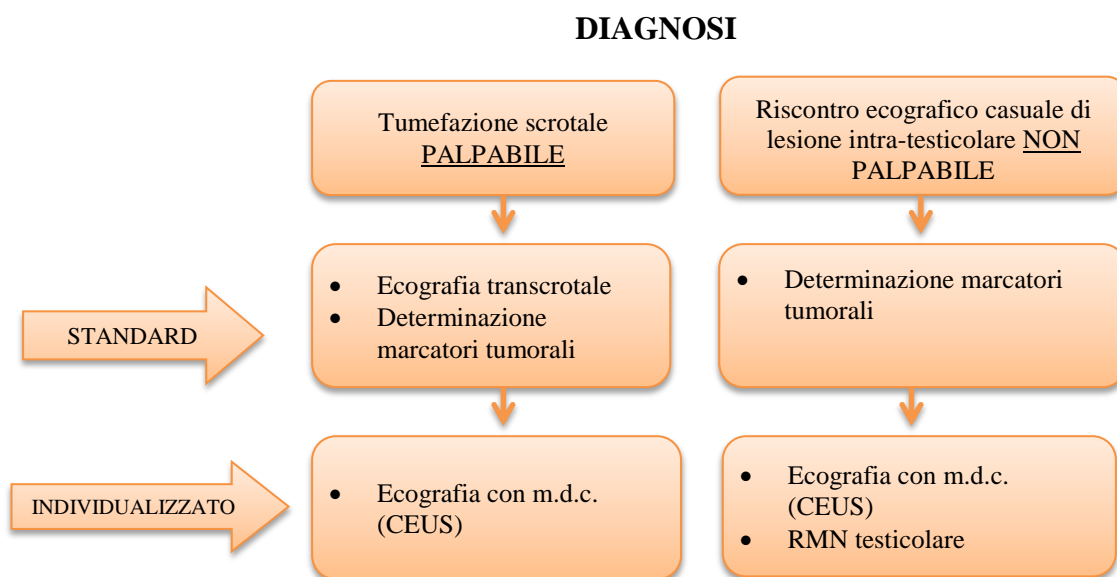 DIAGNOSI
Tumefazione scrotale
PALPABILE
Riscontro ecografico casuale di
lesione intra-testicolare NON
PALPABILE
STANDARD
• Ecografia transcrotale
• Determinazione
marcatori tumorali
• Determinazione marcatori
tumorali
INDIVIDUALIZZATO
• Ecografia con m.d.c.
(CEUS)
• Ecografia con m.d.c.
(CEUS)
• RMN testicolare